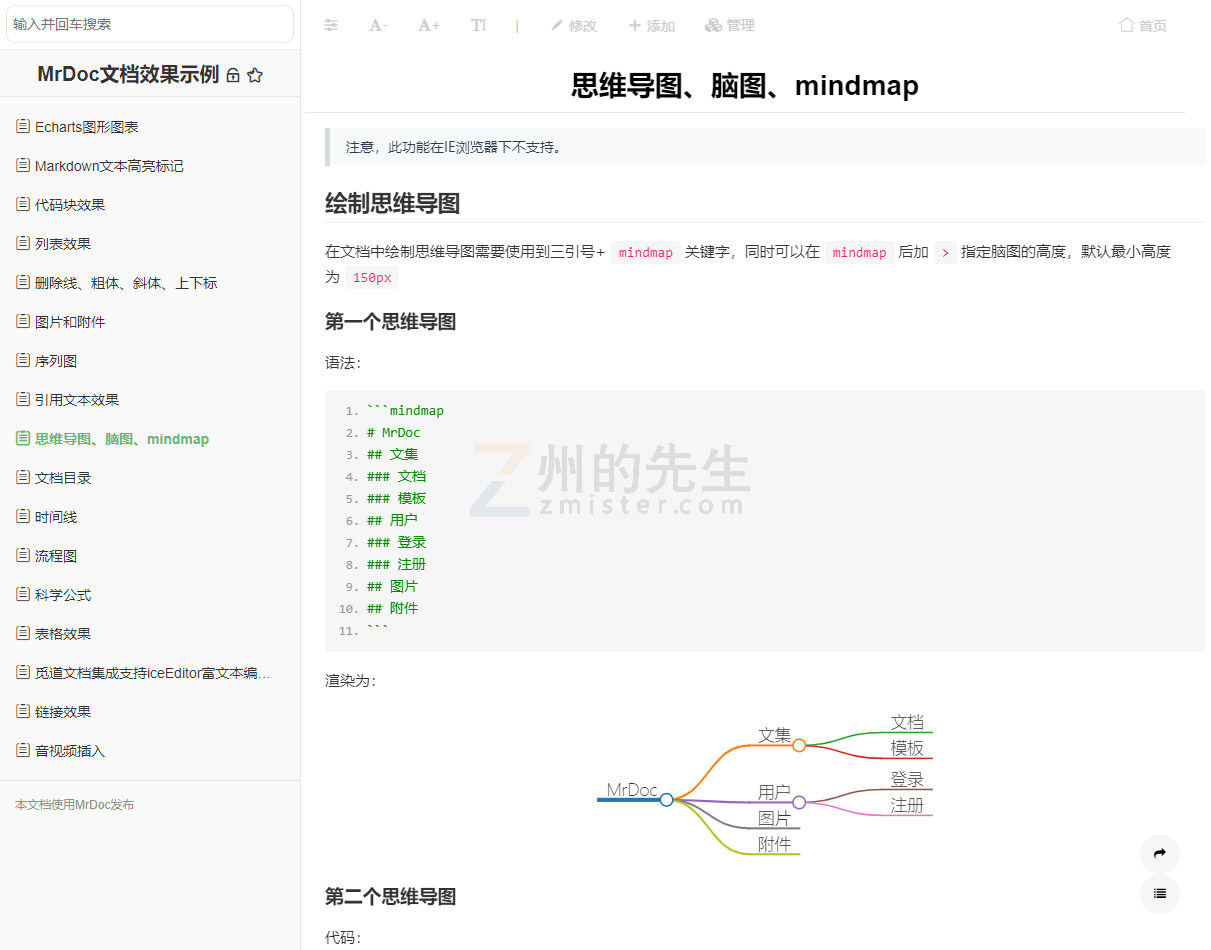 输入并回车搜索
MrDoc文档效果示例
Echarts图形图表
Markdown文本高亮标记
代码块效果
列表效果
删除线、粗体、斜体、上下标
图片和附件
序列图
引用文本效果
思维导图、脑图、mindmap
文档目录
时间线
流程图
科学公式
表格效果
觅道文档集成支持iceEditor富文本编…
链接效果
音视频插入
本文档使用MrDoc发布
A- A+ TI | 修改 添加 管理 首页
思维导图、脑图、mindmap
注意，此功能在IE浏览器下不支持。
绘制思维导图
在文档中绘制思维导图需要使用到三引号+ mindmap 关键字，同时可以在 mindmap 后加 > 指定脑图的高度，默认最小高度
为 150px
第一个思维导图
语法：
1. ```mindmap
2. # MrDoc
3. ## 文集
4. ### 文档
5. ### 模板
6. ## 用户
7. ### 登录
8. ### 注册
9. ## 图片
10. ## 附件
11. ```
州的先生
zmister.com
渲染为：
MrDoc
文集
文档
模板
用户
登录
注册
图片
附件
第二个思维导图
代码：